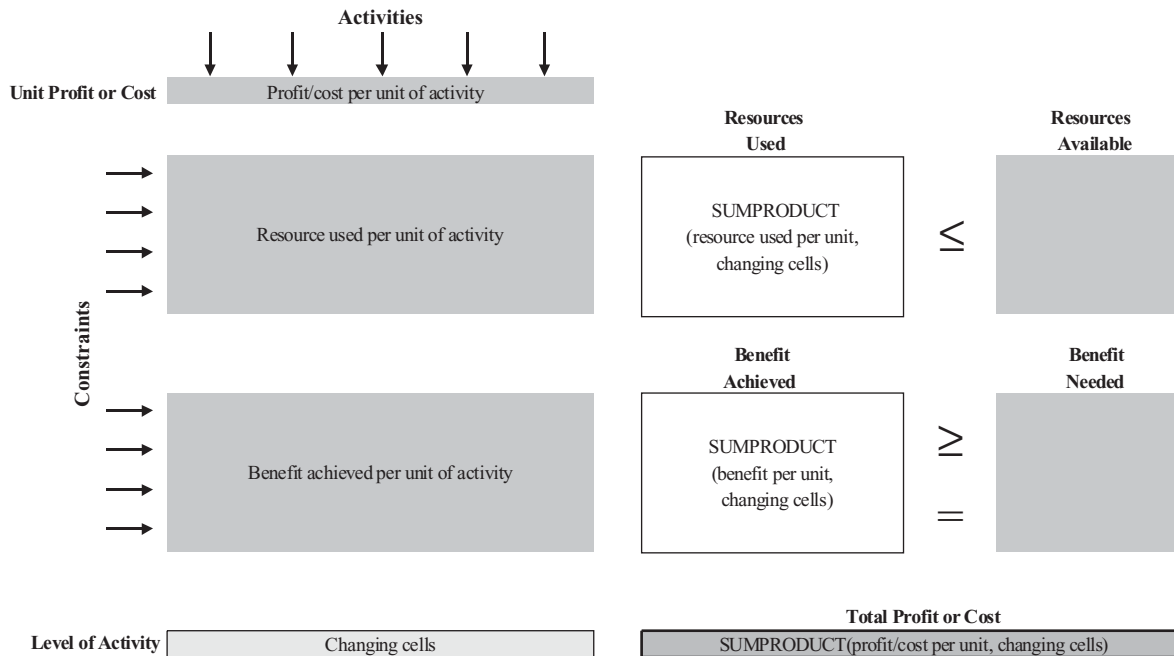 Activities
Unit Profit or Cost
Profit/cost per unit of activity
Resources
Used
Resources
Available
Resource used per unit of activity
SUMPRODUCT
(resource used per unit,
changing cells)
≤
Constraints
Benefit
Achieved
Benefit
Needed
Benefit achieved per unit of activity
SUMPRODUCT
(benefit per unit,
changing cells)
≥
=
Total Profit or Cost
Level of Activity
Changing cells
SUMPRODUCT(profit/cost per unit, changing cells)